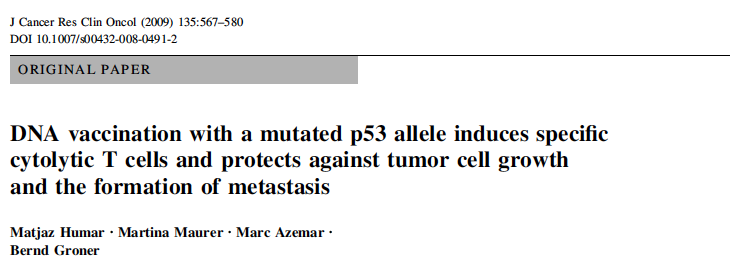 J Cancer Res Clin Oncol (2009) 135:567–580
DOI 10.1007/s00432-008-0491-2
ORIGINAL PAPER
DNA vaccination with a mutated p53 allele induces specific
cytolytic T cells and protects against tumor cell growth
and the formation of metastasis
Matjaz Humar · Martina Maurer · Marc Azemar ·
Bernd Groner